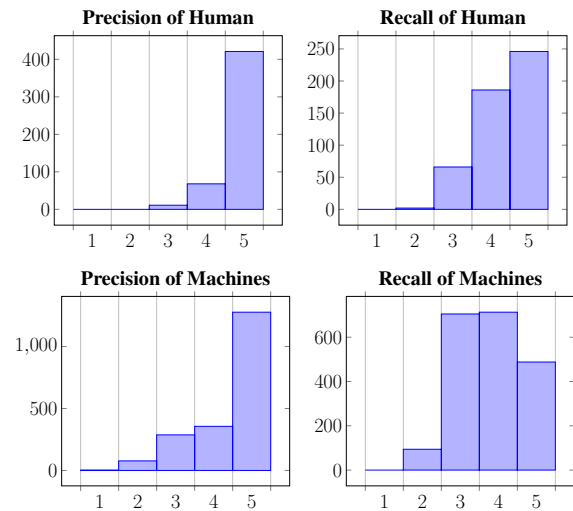 Precision of Human
400
300
200
100
0
1 2 3 4 5
Recall of Human
250
200
150
100
50
0
1 2 3 4 5
Precision of Machines
1,000
500
0
1 2 3 4 5
Recall of Machines
600
400
200
0
1 2 3 4 5